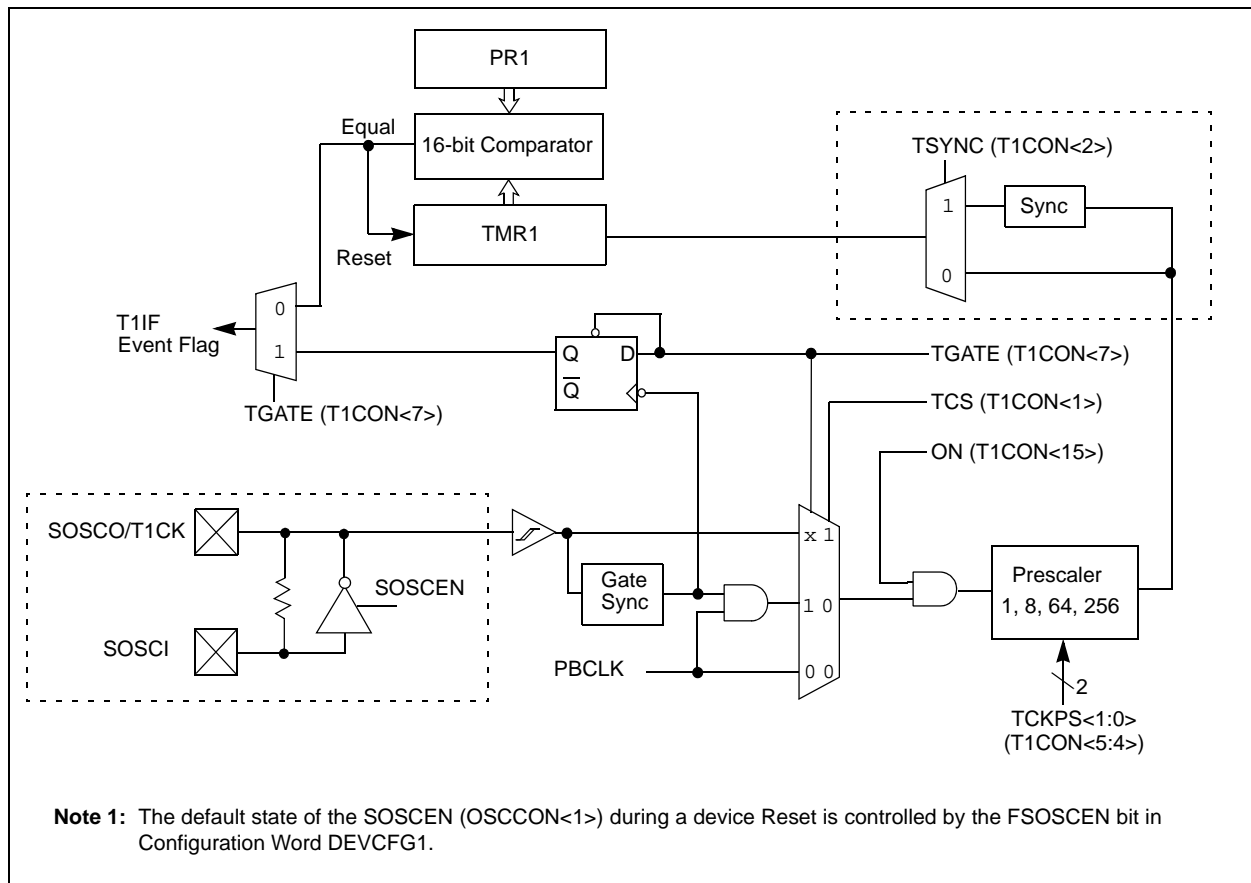 PR1
Equal
16-bit Comparator
TSYNC (T1CON<2>)
1
Sync
TMR1
Reset
0
0
T1IF
Event Flag
1
Q
D
Q
TGATE (T1CON<7>)
TGATE (T1CON<7>)
TCS (T1CON<1>)
ON (T1CON<15>)
SOSCO/T1CK
x 1
SOSCEN
Gate
Sync
1 0
Prescaler
1, 8, 64, 256
SOSCI
PBCLK
0 0
2
TCKPS<1:0>
(T1CON<5:4>)
Note 1: The default state of the SOSCEN (OSCCON<1>) during a device Reset is controlled by the FSOSCEN bit in
Configuration Word DEVCFG1.